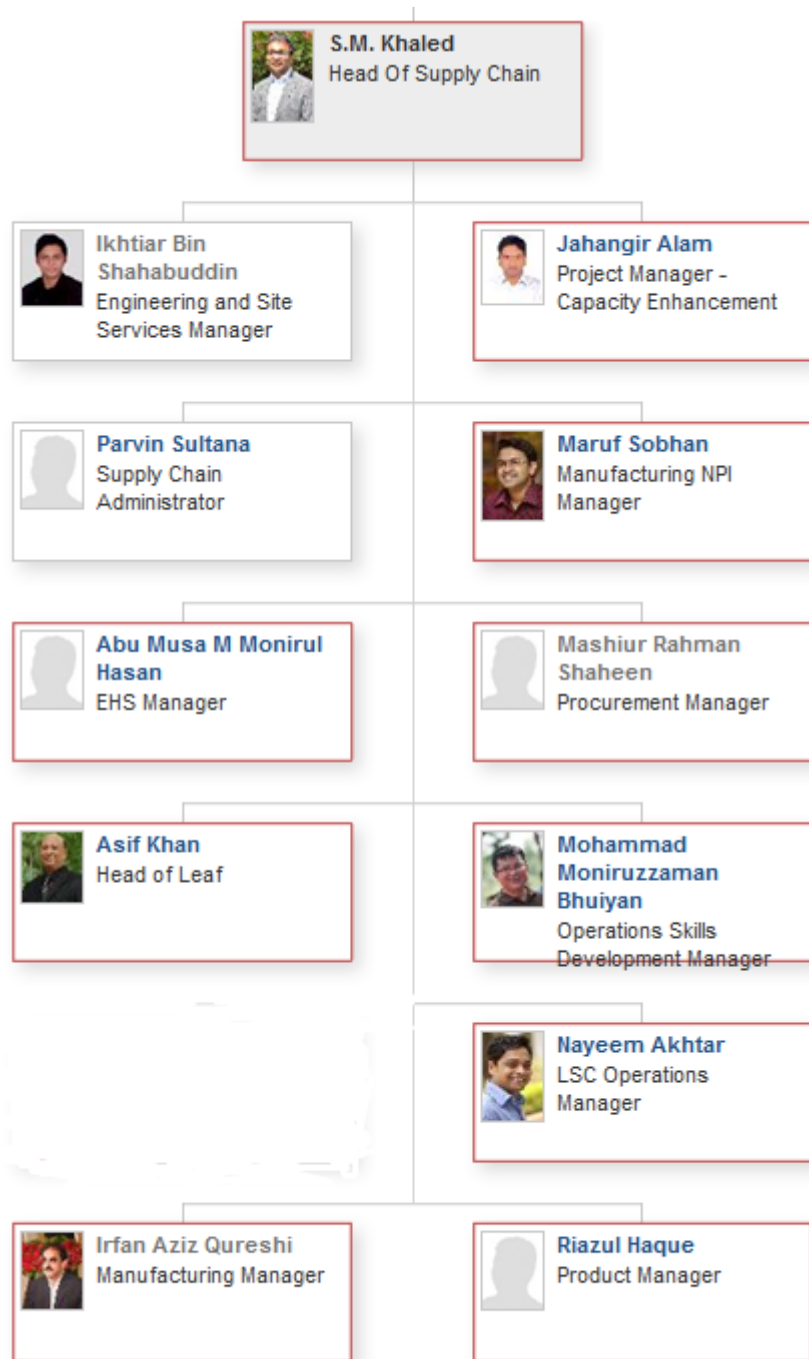 S.M. Khaled
Head Of Supply Chain
Ikhtiar Bin
Shahabuddin
Engineering and Site
Services Manager
Jahangir Alam
Project Manager -
Capacity Enhancement
Parvin Sultana
Supply Chain
Administrator
Maruf Sobhan
Manufacturing NPI
Manager
Abu Musa M Monirul
Hasan
EHS Manager
Mashiur Rahman
Shaheen
Procurement Manager
Asif Khan
Head of Leaf
Mohammad
Moniruzzaman
Bhuiyan
Operations Skills
Development Manager
Nayeem Akhtar
LSC Operations
Manager
Irfan Aziz Qureshi
Manufacturing Manager
Riazul Haque
Product Manager